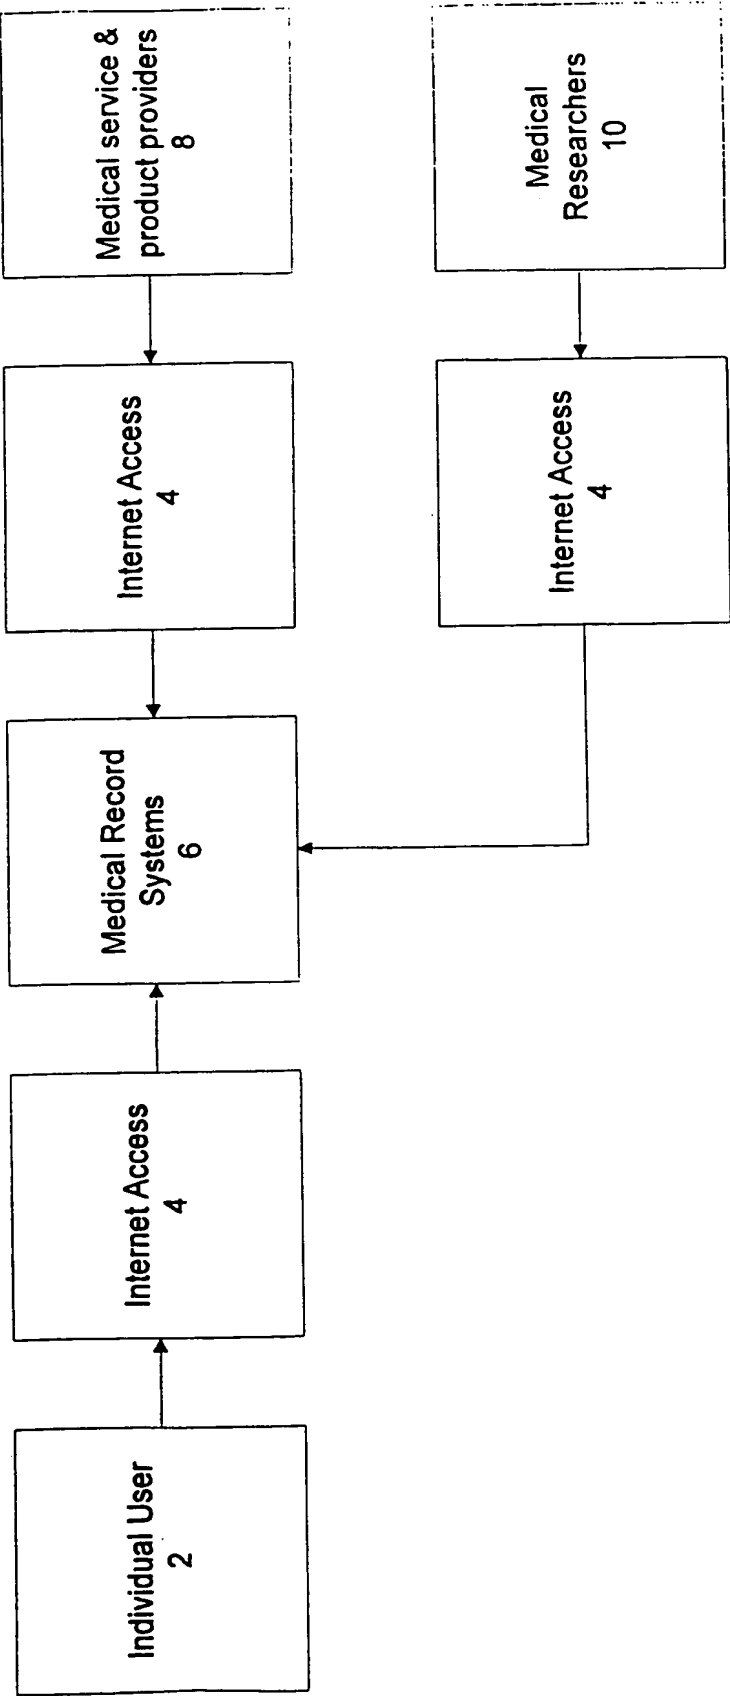 Individual User
2
Internet Access
4
Medical Record
Systems
6
Internet Access
4
Medical service &
product providers
8
Internet Access
4
Medical
Researchers
10